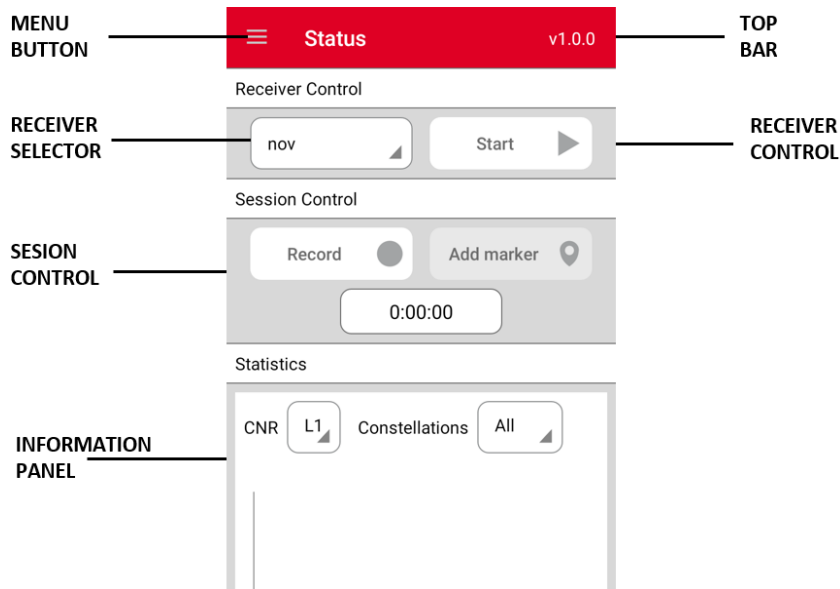 MENU
BUTTON
Status
v1.0.0
TOP
BAR
Receiver Control
RECEIVER
SELECTOR
nov
Start
RECEIVER
CONTROL
Session Control
SESION
CONTROL
Record
Add marker
0:00:00
Statistics
INFORMATION
PANEL
CNR L1 Constellations All